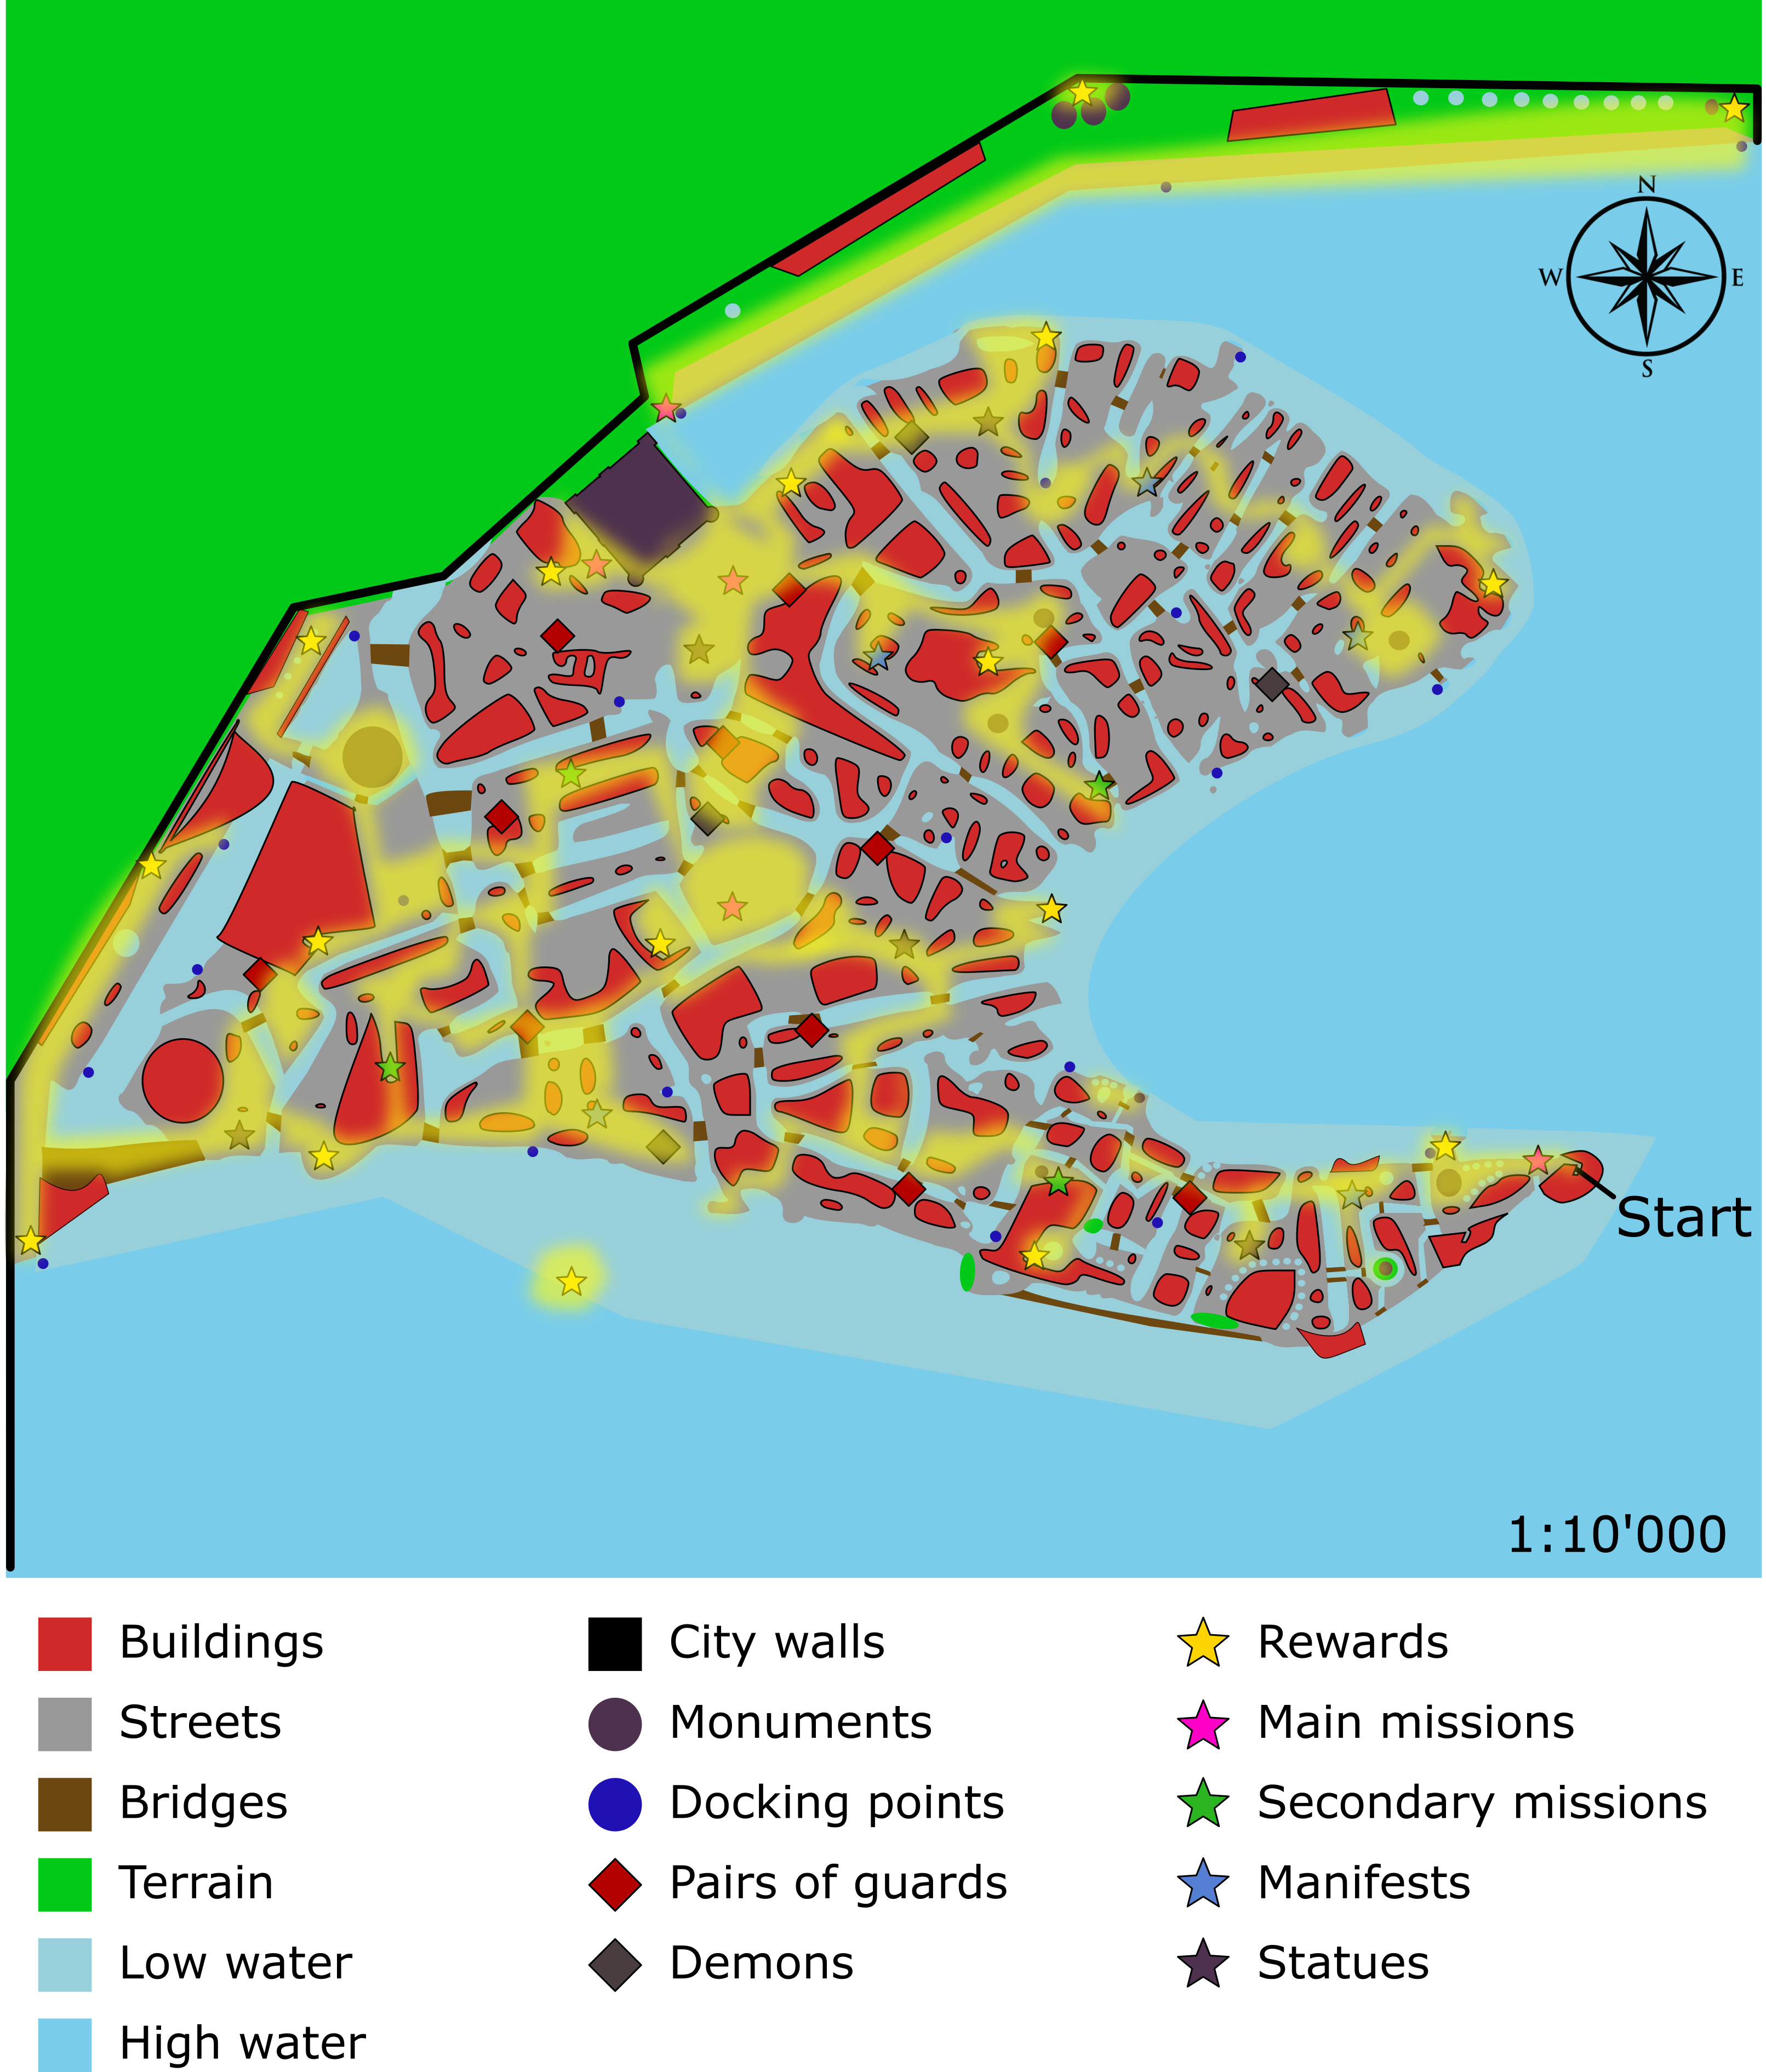 N
W E
S
Start
1:10'000
Buildings City walls Rewards
Streets Monuments Main missions
Bridges Docking points Secondary missions
Terrain Pairs of guards Manifests
Low water Demons Statues
High water